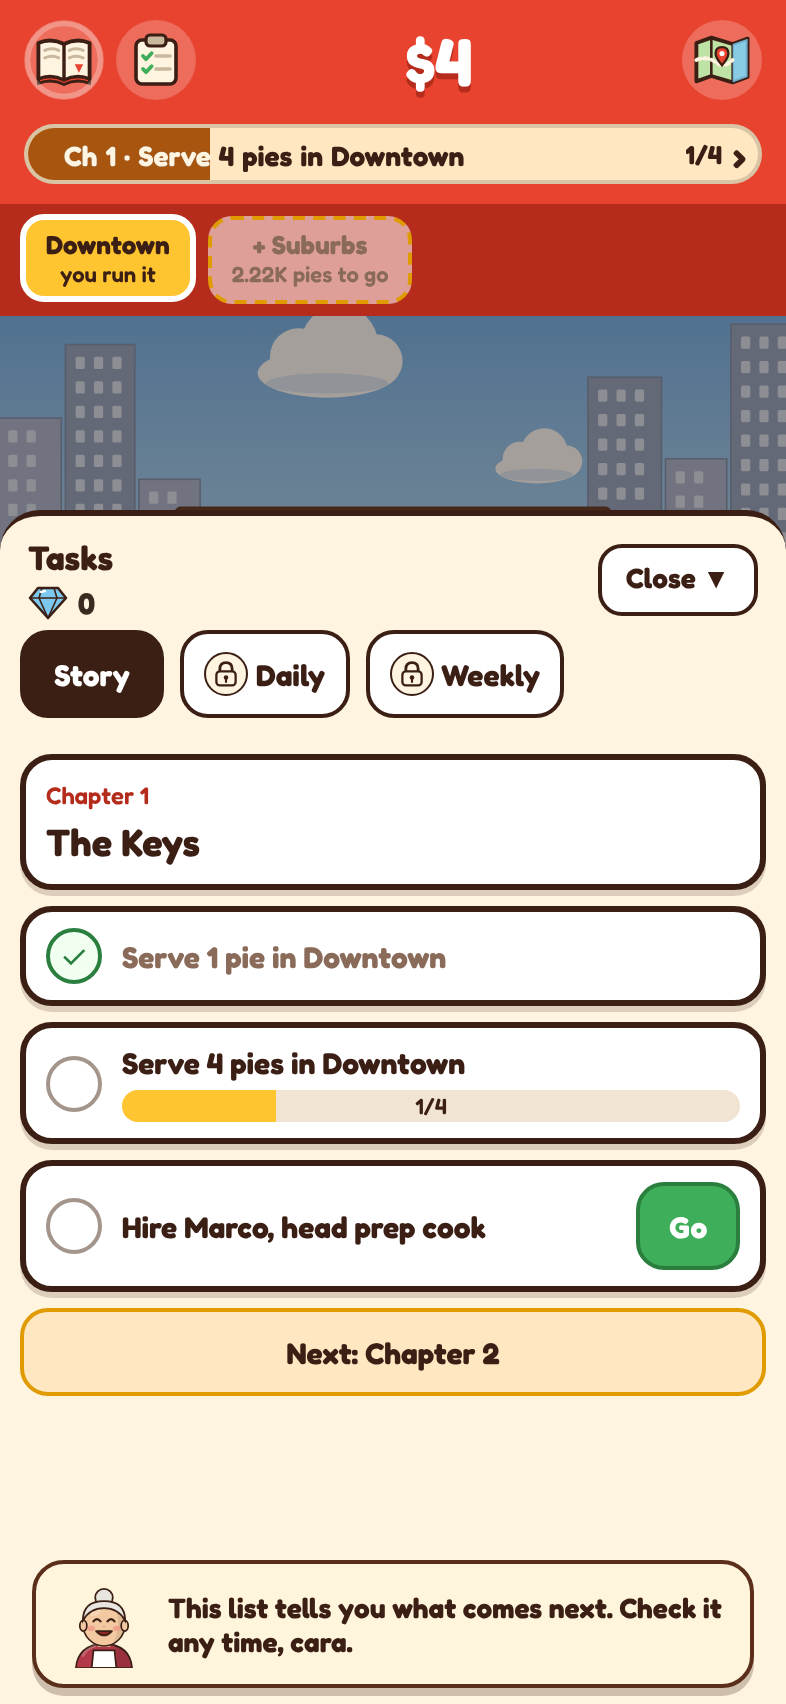 $4
Ch 1 · Serve 4 pies in Downtown 1/4 ›
Downtown
you run it
+ Suburbs
2.22K pies to go
Tasks
0
Close ▼
Story
Daily
Weekly
Chapter 1
The Keys
Serve 1 pie in Downtown
Serve 4 pies in Downtown
1/4
Hire Marco, head prep cook
Go
Next: Chapter 2
This list tells you what comes next. Check it
any time, cara.